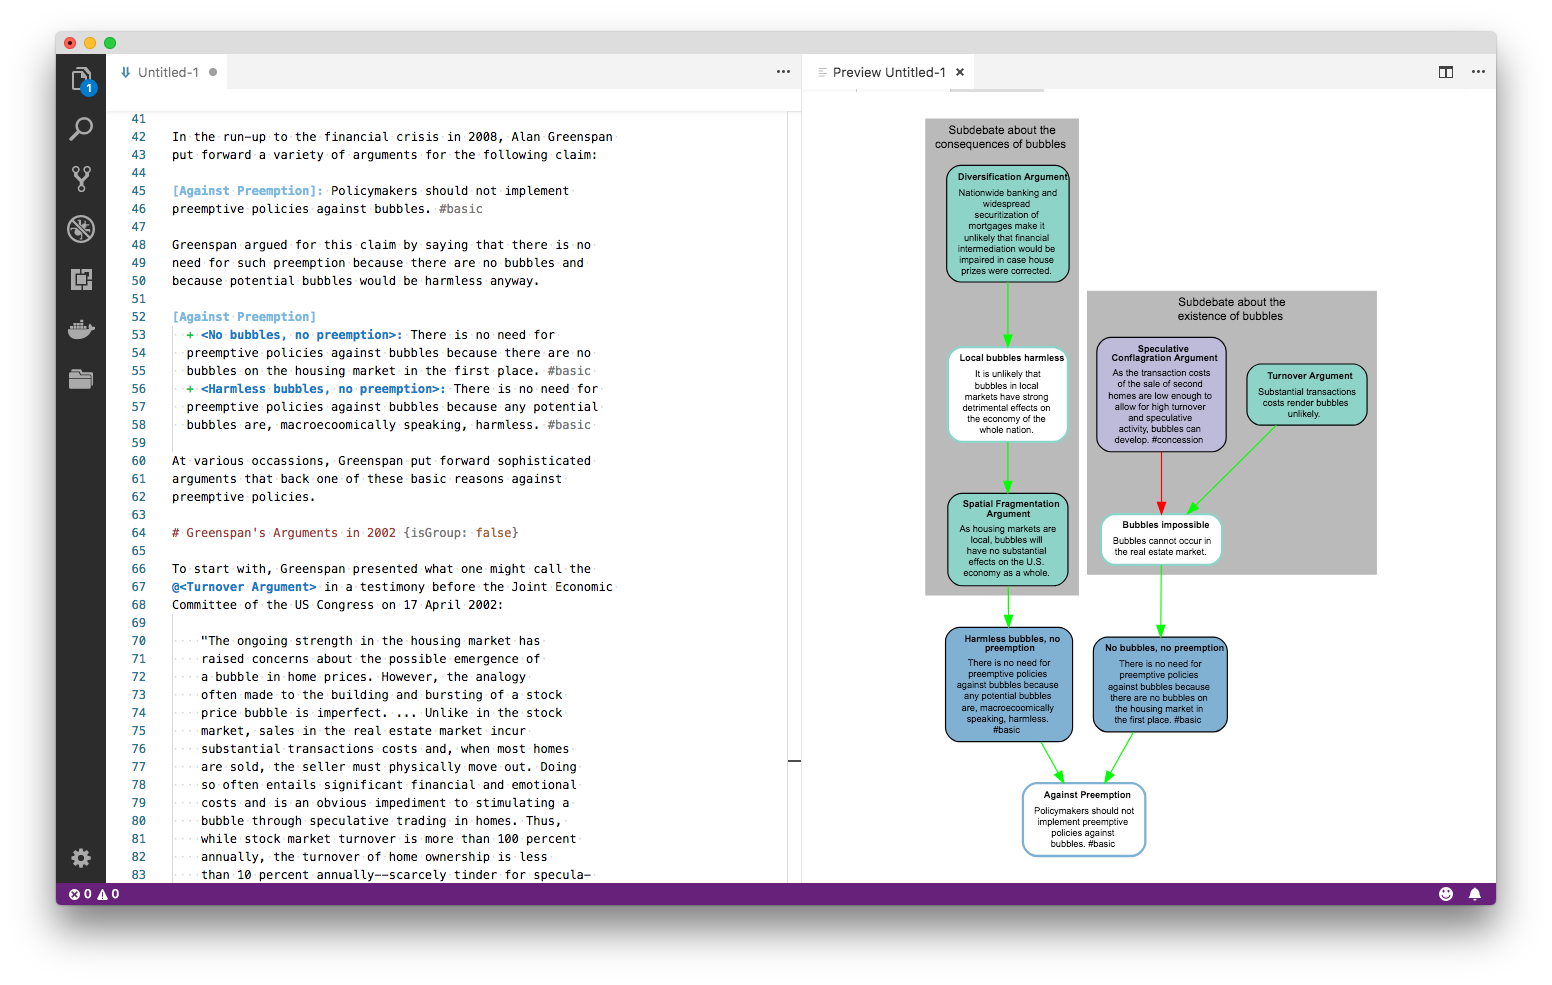 Untitled-1
Preview Untitled-1
1
41
42 In the run-up to the financial crisis in 2008, Alan Greenspan
43 put forward a variety of arguments for the following claim:
44
45 [Against Preemption]: Policymakers should not implement
46 preemptive policies against bubbles. #basic
47
48 Greenspan argued for this claim by saying that there is no
49 need for such preemption because there are no bubbles and
50 because potential bubbles would be harmless anyway.
51
52 [Against Preemption]
53 + <No bubbles, no preemption>: There is no need for
54 preemptive policies against bubbles because there are no
55 bubbles on the housing market in the first place. #basic
56 + <Harmless bubbles, no preemption>: There is no need for
57 preemptive policies against bubbles because any potential
58 bubbles are, macroecoomically speaking, harmless. #basic
59
60 At various occassions, Greenspan put forward sophisticated
61 arguments that back one of these basic reasons against
62 preemptive policies.
63
64 # Greenspan's Arguments in 2002 {isGroup: false}
65
66 To start with, Greenspan presented what one might call the
67 @<Turnover Argument> in a testimony before the Joint Economic
68 Committee of the US Congress on 17 April 2002:
69
70 "The ongoing strength in the housing market has
71 raised concerns about the possible emergence of
72 a bubble in home prices. However, the analogy
73 often made to the building and bursting of a stock
74 price bubble is imperfect. ... Unlike in the stock
75 market, sales in the real estate market incur
76 substantial transactions costs and, when most homes
77 are sold, the seller must physically move out. Doing
78 so often entails significant financial and emotional
79 costs and is an obvious impediment to stimulating a
80 bubble through speculative trading in homes. Thus,
81 while stock market turnover is more than 100 percent
82 annually, the turnover of home ownership is less
83 than 10 percent annually--scarcely tinder for specula-
Subdebate about the
consequences of bubbles
Diversification Argument
Nationwide banking and
widespread
securitization of
mortgages make it
unlikely that financial
intermediation would be
impaired in case house
prizes were corrected.
Local bubbles harmless
It is unlikely that
bubbles in local
markets have strong
detrimental effects on
the economy of the
whole nation.
Spatial Fragmentation
Argument
As housing markets are
local, bubbles will
have no substantial
effects on the U.S.
economy as a whole.
Subdebate about the
existence of bubbles
Speculative
Conflagration Argument
As the transaction costs
of the sale of second
homes are low enough to
allow for high turnover
and speculative
activity, bubbles can
develop. #concession
Turnover Argument
Substantial transactions
costs render bubbles
unlikely.
Bubbles impossible
Bubbles cannot occur in
the real estate market.
Harmless bubbles, no
preemption
There is no need for
preemptive policies
against bubbles because
any potential bubbles
are, macroecoomically
speaking, harmless.
#basic
No bubbles, no preemption
There is no need for
preemptive policies
against bubbles because
there are no bubbles on
the housing market in
the first place. #basic
Against Preemption
Policymakers should not
implement preemptive
policies against
bubbles. #basic
0 0